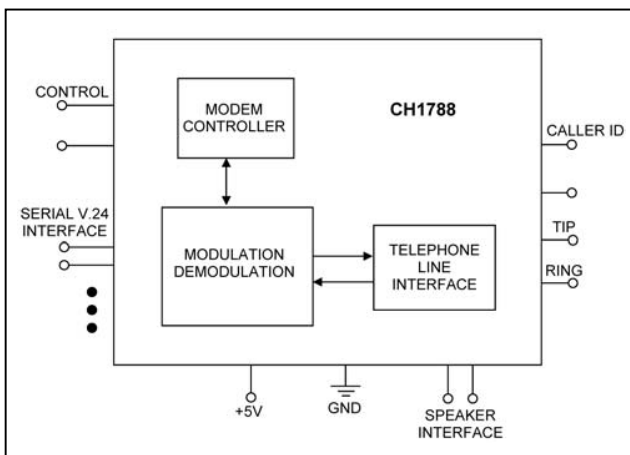 CONTROL
MODEM
CONTROLLER
CH1788
CALLER ID
SERIAL V.24
INTERFACE
MODULATION
DEMODULATION
TELEPHONE
LINE
INTERFACE
TIP
RING
+5V
GND
SPEAKER
INTERFACE